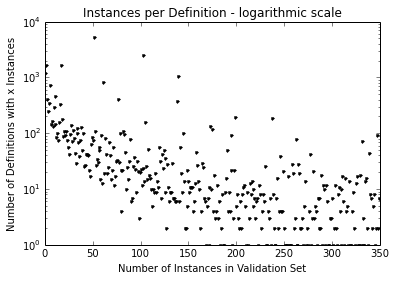 Instances per Definition - logarithmic scale
Number of Definitions with x Instances
10^4
10^3
10^2
10^1
10^0
0 50 100 150 200 250 300 350
Number of Instances in Validation Set